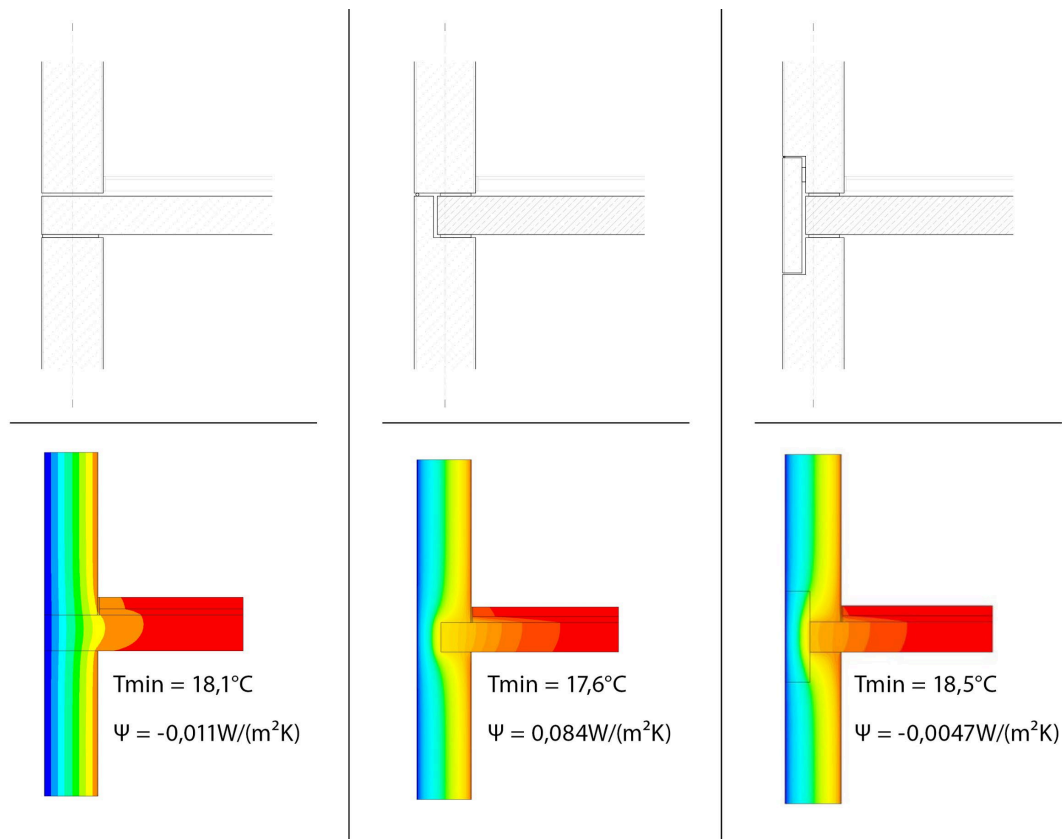 Tmin = 18,1°C
Ψ = -0,011W/(m²K)
Tmin = 17,6°C
Ψ = 0,084W/(m²K)
Tmin = 18,5°C
Ψ = -0,0047W/(m²K)